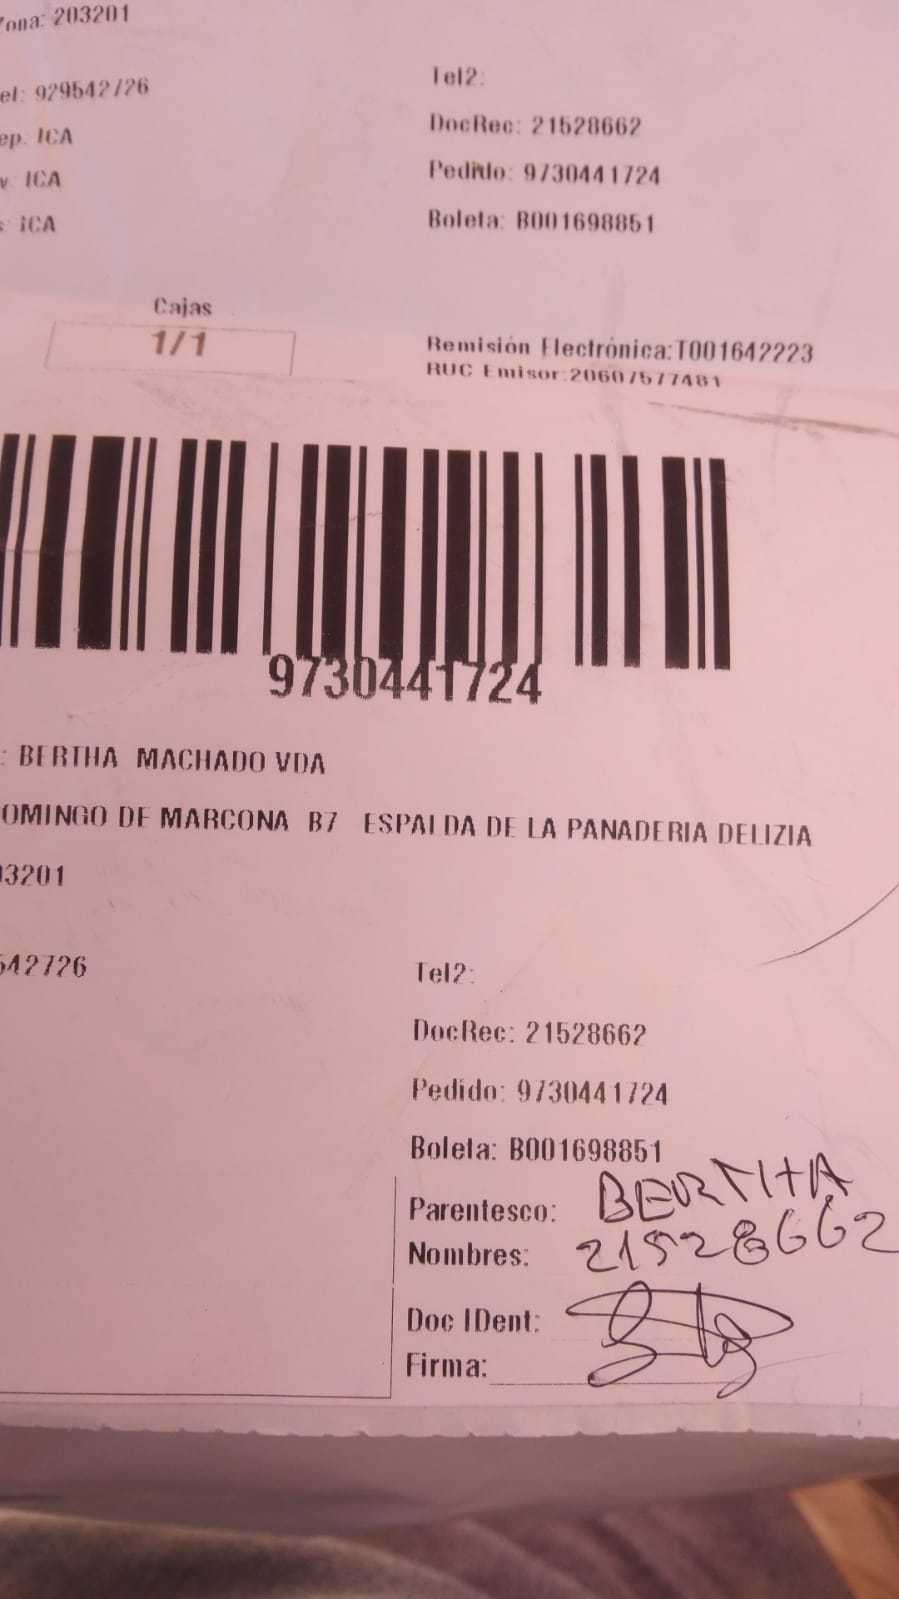 Zona: 203201
el: 929542726
Tel2:
ep. ICA
DocRec: 21528662
v: ICA
Pedido: 9730441724
s: ICA
Boleta: B001698851
Cajas
1/1
Remisión Electrónica:T001642223
RUC Emisor:20607577481
9730441724
: BERTHA MACHADO VDA
OMINGO DE MARCONA B7 ESPALDA DE LA PANADERIA DELIZIA
03201
542726
Tel2:
DocRec: 21528662
Pedido: 9730441724
Boleta: B001698851
Parentesco: BERTHA
Nombres: 21528662
Doc IDent:
Firma: